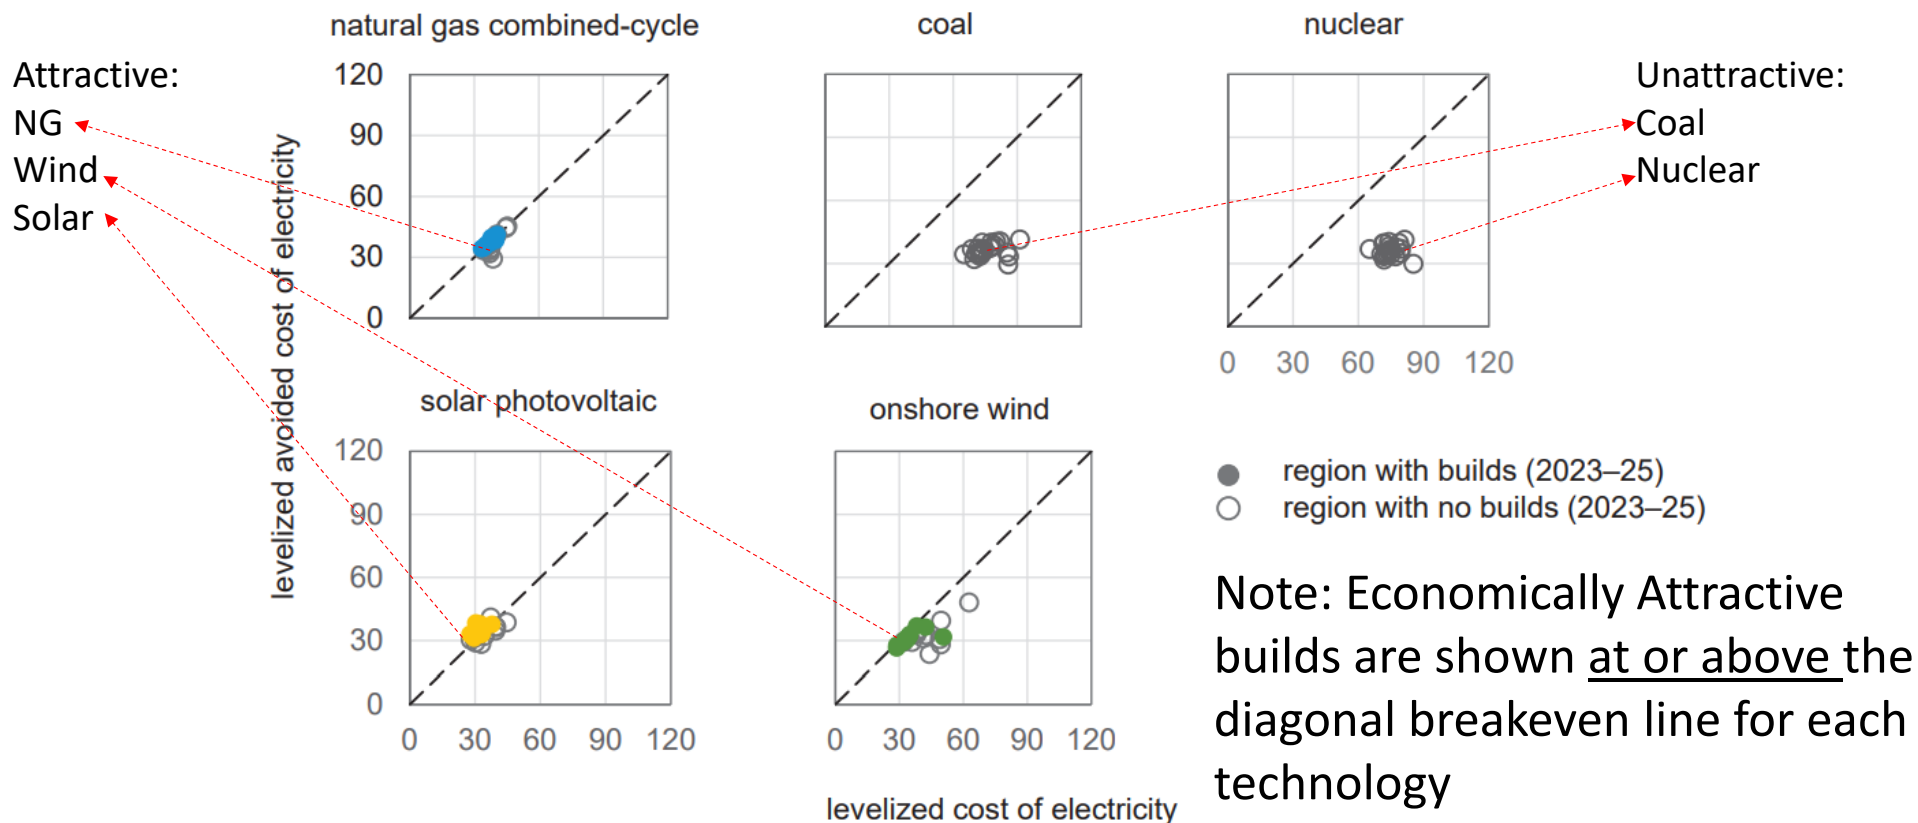 natural gas combined-cycle
coal
nuclear
Attractive:
NG
Wind
Solar
Unattractive:
Coal
Nuclear
levelized avoided cost of electricity
120
90
60
30
0
0 30 60 90 120
solar photovoltaic
onshore wind
120
90
60
30
0
0 30 60 90 120
0 30 60 90 120
levelized cost of electricity
region with builds (2023–25)
region with no builds (2023–25)
Note: Economically Attractive
builds are shown at or above the
diagonal breakeven line for each
technology